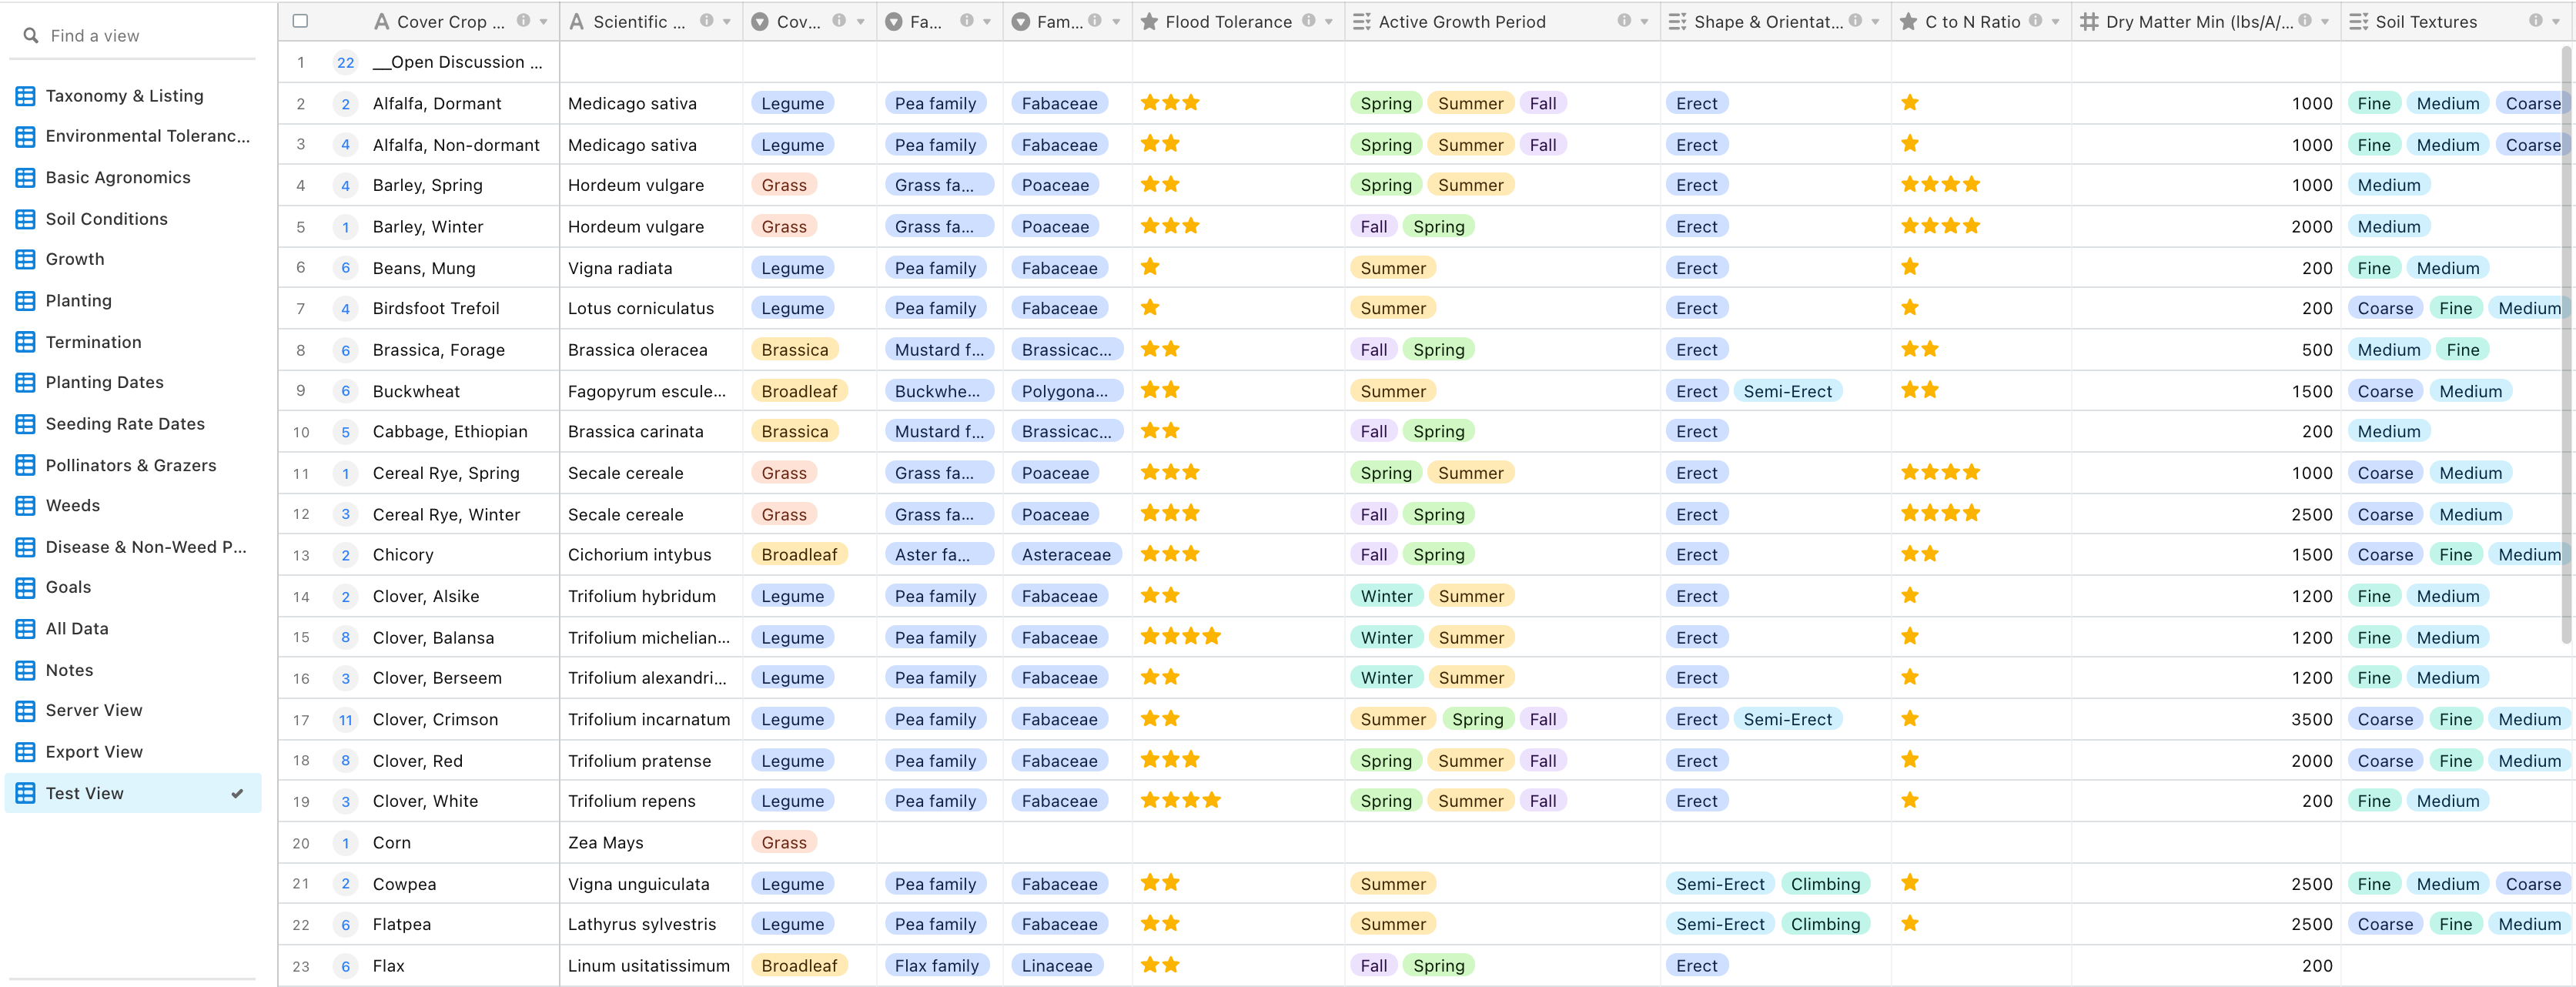 Find a view
Taxonomy & Listing
Environmental Toleranc...
Basic Agronomics
Soil Conditions
Growth
Planting
Termination
Planting Dates
Seeding Rate Dates
Pollinators & Grazers
Weeds
Disease & Non-Weed P...
Goals
All Data
Notes
Server View
Export View
Test View
Cover Crop ... Scientific ... Cov... Fa... Fam... Flood Tolerance Active Growth Period Shape & Orientat... C to N Ratio Dry Matter Min (lbs/A/... Soil Textures
1 22 __Open Discussion ...
2 2 Alfalfa, Dormant Medicago sativa Legume Pea family Fabaceae Spring Summer Fall Erect 1000 Fine Medium Coarse
3 4 Alfalfa, Non-dormant Medicago sativa Legume Pea family Fabaceae Spring Summer Fall Erect 1000 Fine Medium Coarse
4 4 Barley, Spring Hordeum vulgare Grass Grass fa... Poaceae Spring Summer Erect 1000 Medium
5 1 Barley, Winter Hordeum vulgare Grass Grass fa... Poaceae Fall Spring Erect 2000 Medium
6 6 Beans, Mung Vigna radiata Legume Pea family Fabaceae Summer Erect 200 Fine Medium
7 4 Birdsfoot Trefoil Lotus corniculatus Legume Pea family Fabaceae Summer Erect 200 Coarse Fine Medium
8 6 Brassica, Forage Brassica oleracea Brassica Mustard f... Brassicac... Fall Spring Erect 500 Medium Fine
9 6 Buckwheat Fagopyrum escule... Broadleaf Buckwhe... Polygona... Summer Erect Semi-Erect 1500 Coarse Medium
10 5 Cabbage, Ethiopian Brassica carinata Brassica Mustard f... Brassicac... Fall Spring Erect 200 Medium
11 1 Cereal Rye, Spring Secale cereale Grass Grass fa... Poaceae Spring Summer Erect 1000 Coarse Medium
12 3 Cereal Rye, Winter Secale cereale Grass Grass fa... Poaceae Fall Spring Erect 2500 Coarse Medium
13 2 Chicory Cichorium intybus Broadleaf Aster fa... Asteraceae Fall Spring Erect 1500 Coarse Fine Medium
14 2 Clover, Alsike Trifolium hybridum Legume Pea family Fabaceae Winter Summer Erect 1200 Fine Medium
15 8 Clover, Balansa Trifolium michelian... Legume Pea family Fabaceae Winter Summer Erect 1200 Fine Medium
16 3 Clover, Berseem Trifolium alexandri... Legume Pea family Fabaceae Winter Summer Erect 1200 Fine Medium
17 11 Clover, Crimson Trifolium incarnatum Legume Pea family Fabaceae Summer Spring Fall Erect Semi-Erect 3500 Coarse Fine Medium
18 8 Clover, Red Trifolium pratense Legume Pea family Fabaceae Spring Summer Fall Erect 2000 Coarse Fine Medium
19 3 Clover, White Trifolium repens Legume Pea family Fabaceae Spring Summer Fall Erect 200 Fine Medium
20 1 Corn Zea Mays Grass
21 2 Cowpea Vigna unguiculata Legume Pea family Fabaceae Summer Semi-Erect Climbing 2500 Fine Medium Coarse
22 6 Flatpea Lathyrus sylvestris Legume Pea family Fabaceae Summer Semi-Erect Climbing 2500 Coarse Fine Medium
23 6 Flax Linum usitatissimum Broadleaf Flax family Linaceae Fall Spring Erect 200